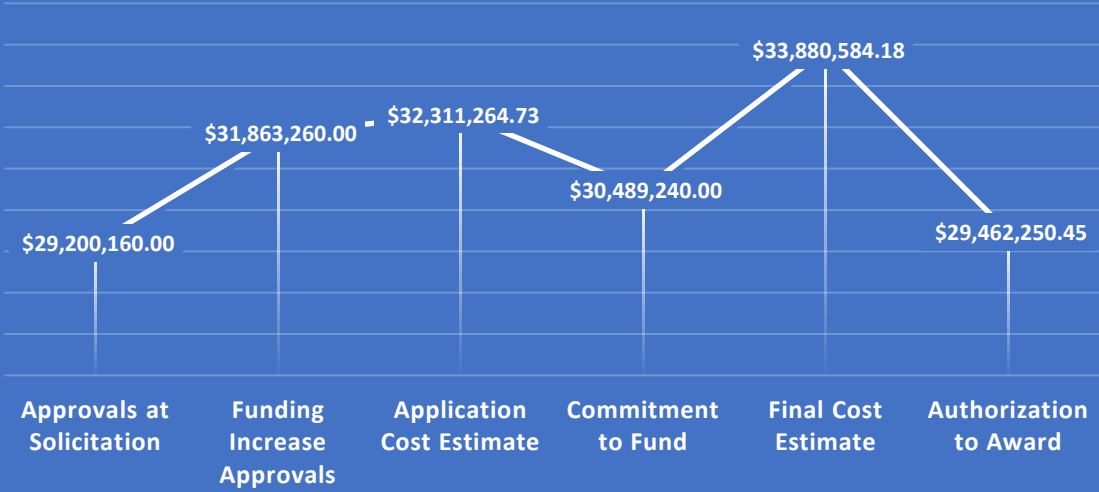 $33,880,584.18
$32,311,264.73
$31,863,260.00
$30,489,240.00
$29,462,250.45
$29,200,160.00
Approvals at
Solicitation
Funding
Increase
Approvals
Application
Cost Estimate
Commitment
to Fund
Final Cost
Estimate
Authorization
to Award